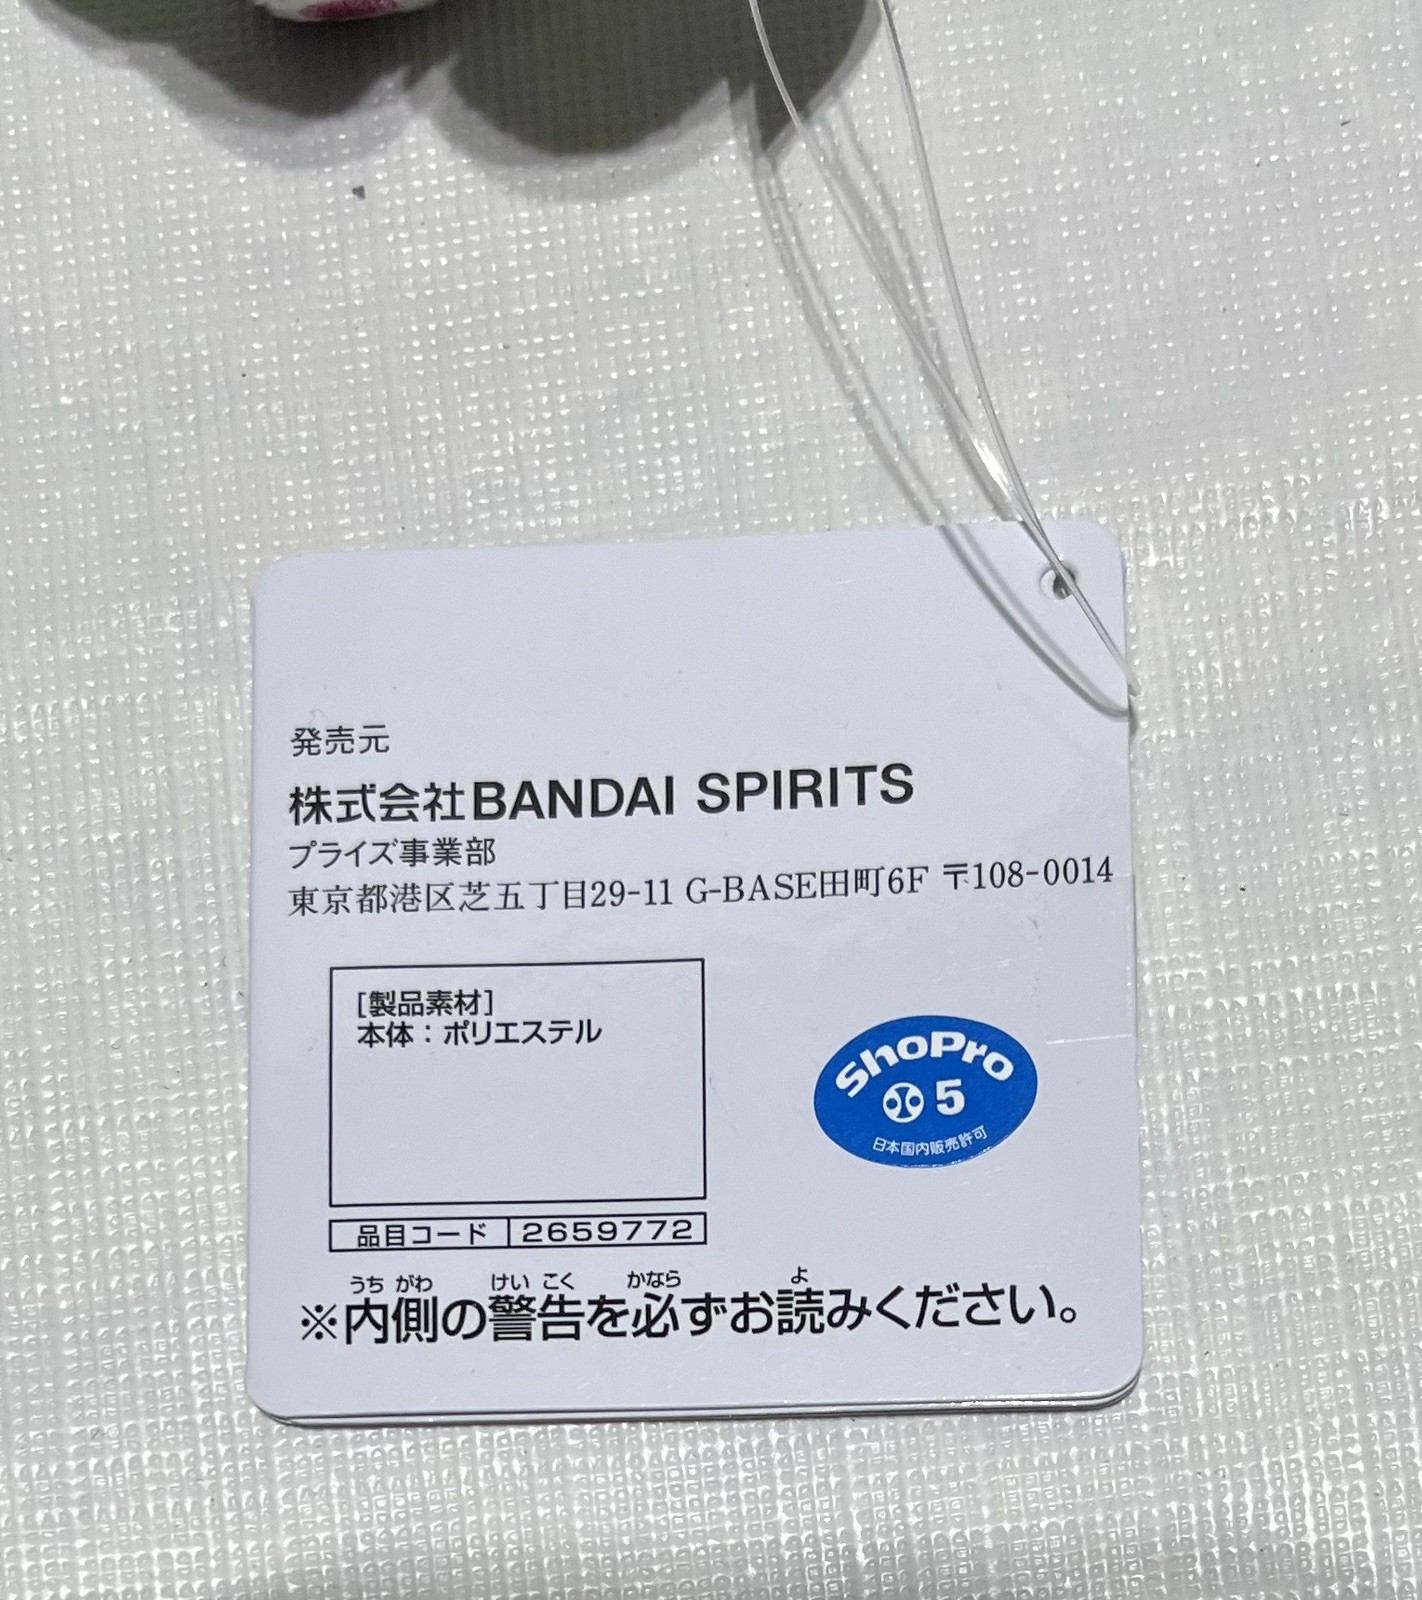 発売元
株式会社BANDAI SPIRITS
プライズ事業部
東京都港区芝五丁目29-11 G-BASE田町6F 〒108-0014
[製品素材]
本体：ポリエステル
ShoPro
5
日本国内販売許可
品目コード 2659772
うち がわ けい こく かなら よ
※内側の警告を必ずお読みください。